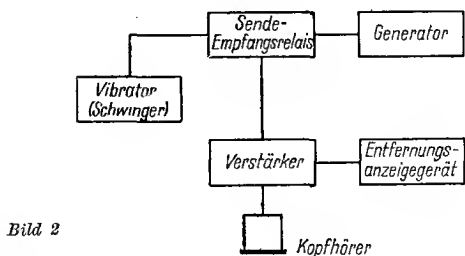 Sende-
Empfangsrelais
Generator
Vibrator
(Schwinger)
Verstärker
Entfernungs-
anzeigegerät
Bild 2
Kopfhörer